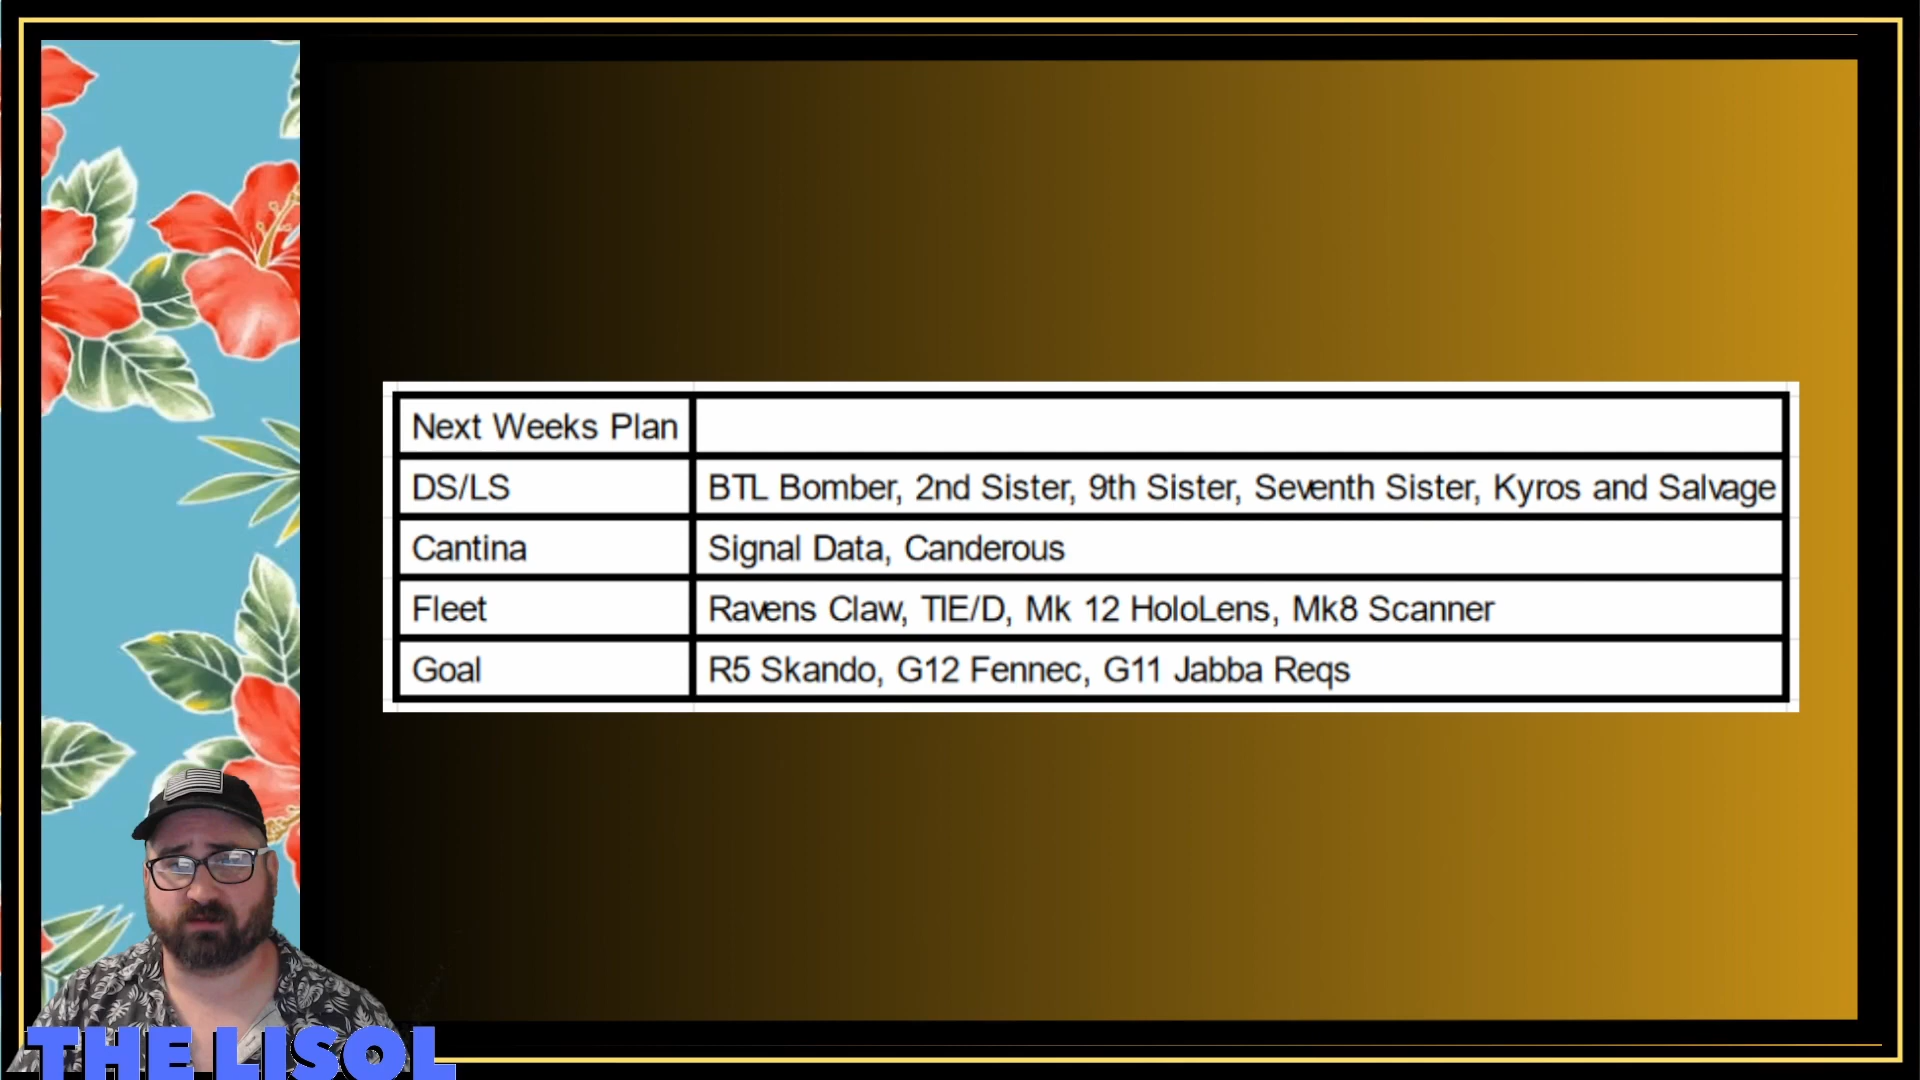 Next Weeks Plan
DS/LS BTL Bomber, 2nd Sister, 9th Sister, Seventh Sister, Kyros and Salvage
Cantina Signal Data, Canderous
Fleet Ravens Claw, TIE/D, Mk 12 HoloLens, Mk8 Scanner
Goal R5 Skando, G12 Fennec, G11 Jabba Reqs
THE LISOL